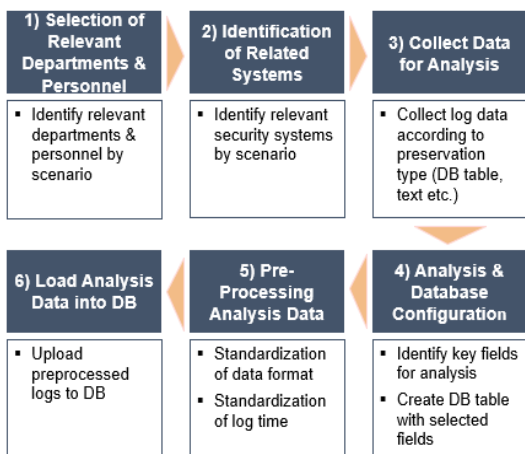 1) Selection of
Relevant
Departments &
Personnel
▪ Identify relevant
departments &
personnel by
scenario
2) Identification
of Related
Systems
▪ Identify relevant
security systems
by scenario
3) Collect Data
for Analysis
▪ Collect log data
according to
preservation
type (DB table,
text etc.)
4) Analysis &
Database
Configuration
▪ Identify key fields
for analysis
▪ Create DB table
with selected
fields
5) Pre-
Processing
Analysis Data
▪ Standardization
of data format
▪ Standardization
of log time
6) Load Analysis
Data into DB
▪ Upload
preprocessed
logs to DB